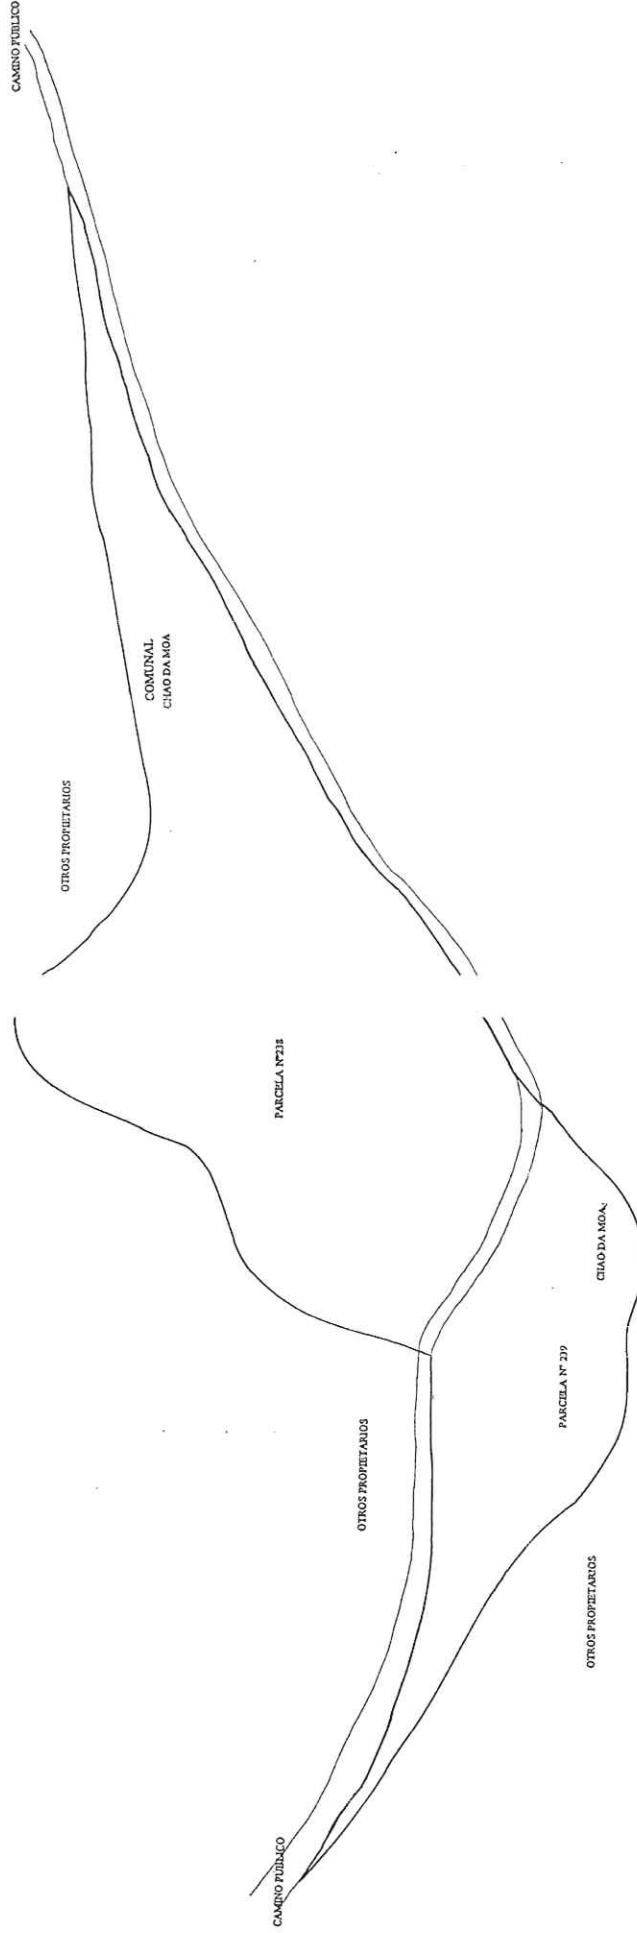 CAMINO PUBLICO
OTROS PROPIETARIOS
COMUNAL
CHAO DA MOA
PARCELA Nº238
CHAO DA MOA
PARCELA Nº 239
OTROS PROPIETARIOS
OTROS PROPIETARIOS
CAMINO PUBLICO